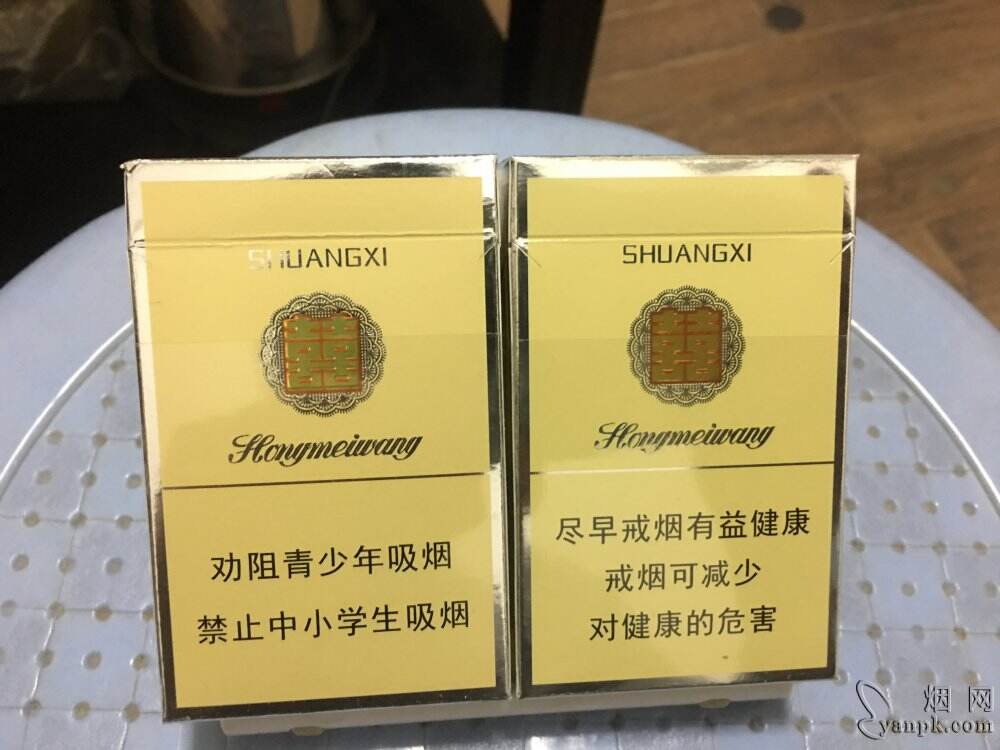 SHUANGXI
囍
Hongmeiwang
劝阻青少年吸烟
禁止中小学生吸烟
SHUANGXI
囍
Hongmeiwang
尽早戒烟有益健康
戒烟可减少
对健康的危害
烟网
yanpk.com